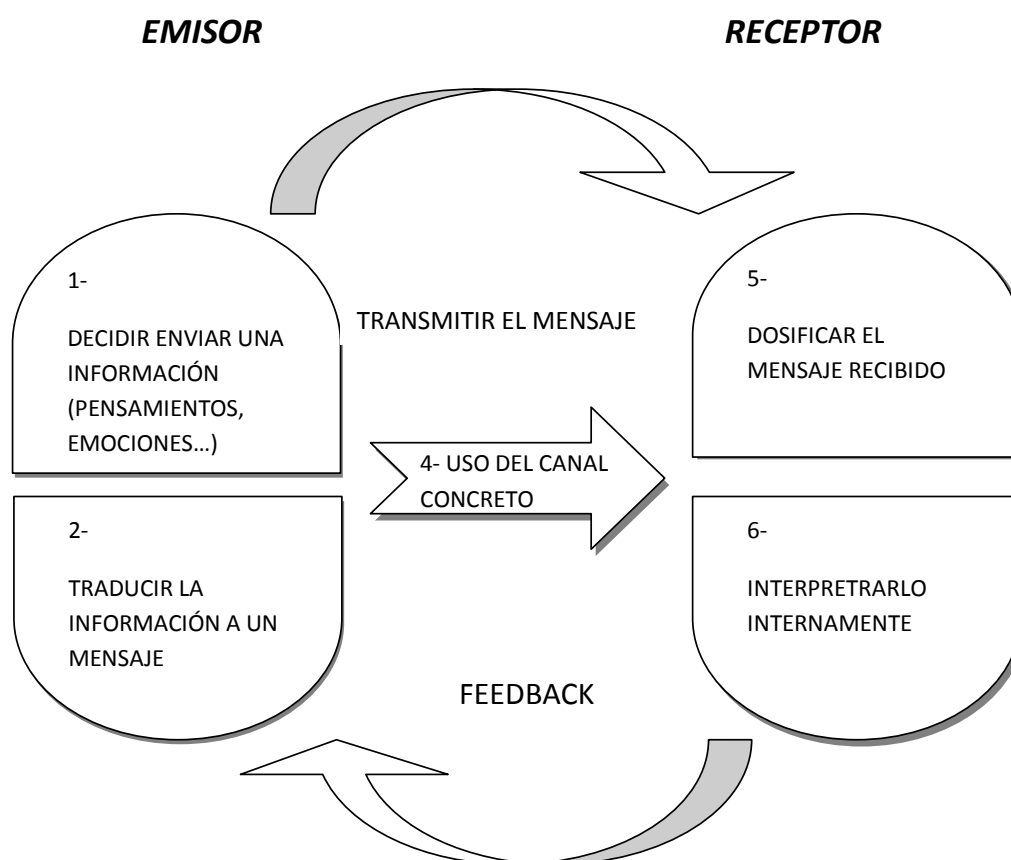 EMISOR
RECEPTOR
1-
DECIDIR ENVIAR UNA
INFORMACIÓN
(PENSAMIENTOS,
EMOCIONES...)
2-
TRADUCIR LA
INFORMACIÓN A UN
MENSAJE
TRANSMITIR EL MENSAJE
4- USO DEL CANAL
CONCRETO
5-
DOSIFICAR EL
MENSAJE RECIBIDO
6-
INTERPRETRARLO
INTERNAMENTE
FEEDBACK